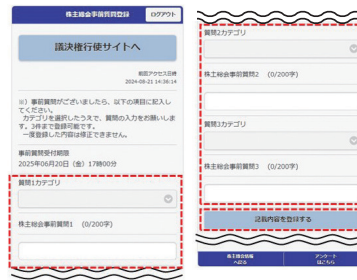 株主総会事前質問登録
ログアウト
議決権行使サイトへ
前回アクセス日時
2024-08-21 14:36:14
※）事前質問がございましたら、以下の項目に記入し
てください。
カテゴリを選択したうえで、質問の入力をお願いしま
す。3件まで登録可能です。
一度登録した内容は修正できません。
事前質問受付期限
2025年06月20日（金）17時00分
質問1カテゴリ
株主総会事前質問1 （0/200字）
質問2カテゴリ
株主総会事前質問2 （0/200字）
質問3カテゴリ
株主総会事前質問3 （0/200字）
記載内容を登録する
株主総会情報
へ戻る
アンケート
はこちら